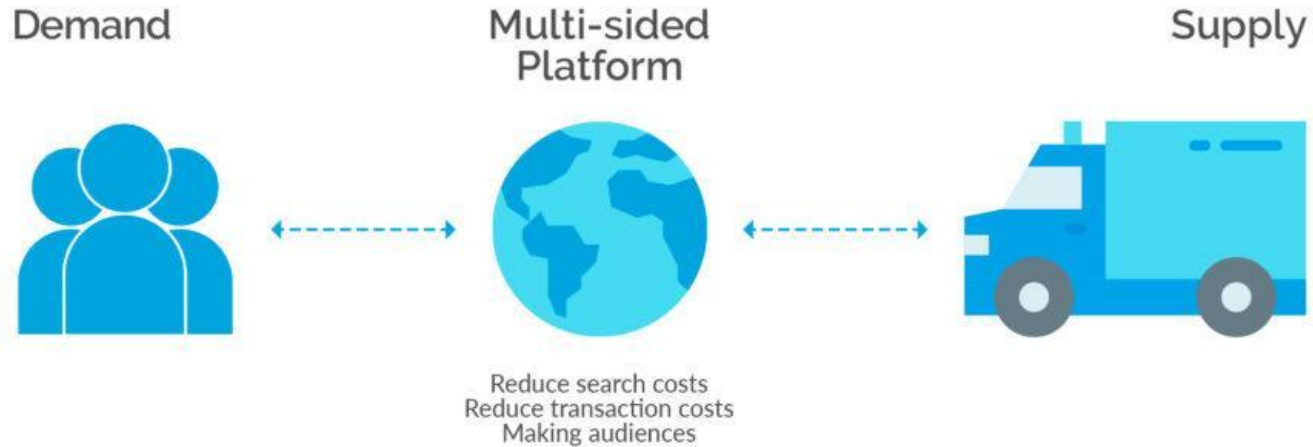 Demand
Multi-sided
Platform
Supply
Reduce search costs
Reduce transaction costs
Making audiences